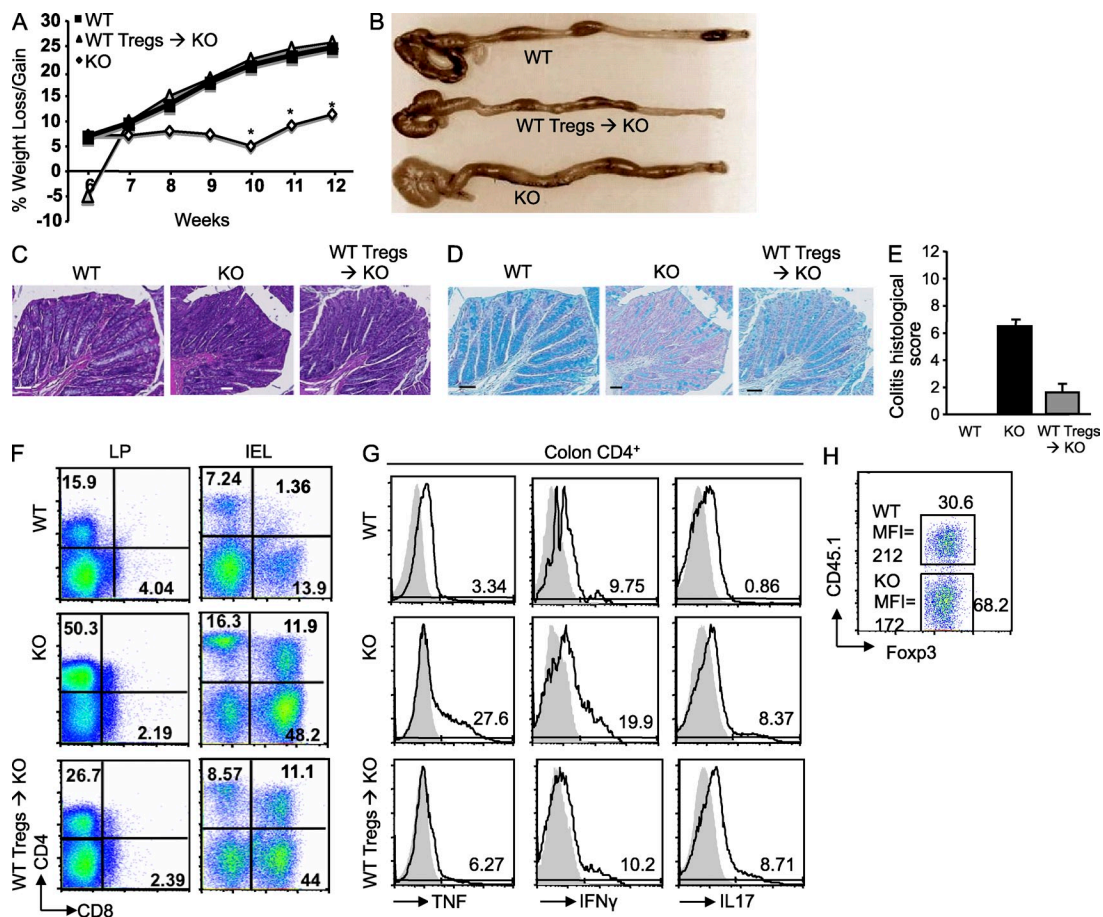 A
30
25
20
15
10
5
0
-5
-10
% Weight Loss/Gain
WT
WT Tregs → KO
KO
*
*
*
6 7 8 9 10 11 12
Weeks
B
WT
WT Tregs → KO
KO
C
WT
KO
WT Tregs
→ KO
D
WT
KO
WT Tregs
→ KO
E
Colitis histological
score
12
10
8
6
4
2
0
WT KO WT Tregs
→ KO
F
LP IEL
WT
15.9
4.04
7.24 1.36
13.9
KO
50.3
2.19
16.3 11.9
48.2
WT Tregs → KO
26.7
2.39
8.57 11.1
44
CD4
CD8
G
Colon CD4+
WT
3.34 9.75 0.86
KO
27.6 19.9 8.37
WT Tregs → KO
6.27 10.2 8.71
TNF IFNγ IL17
H
30.6
WT
MFI=
212
KO
MFI=
172
68.2
CD45.1
Foxp3